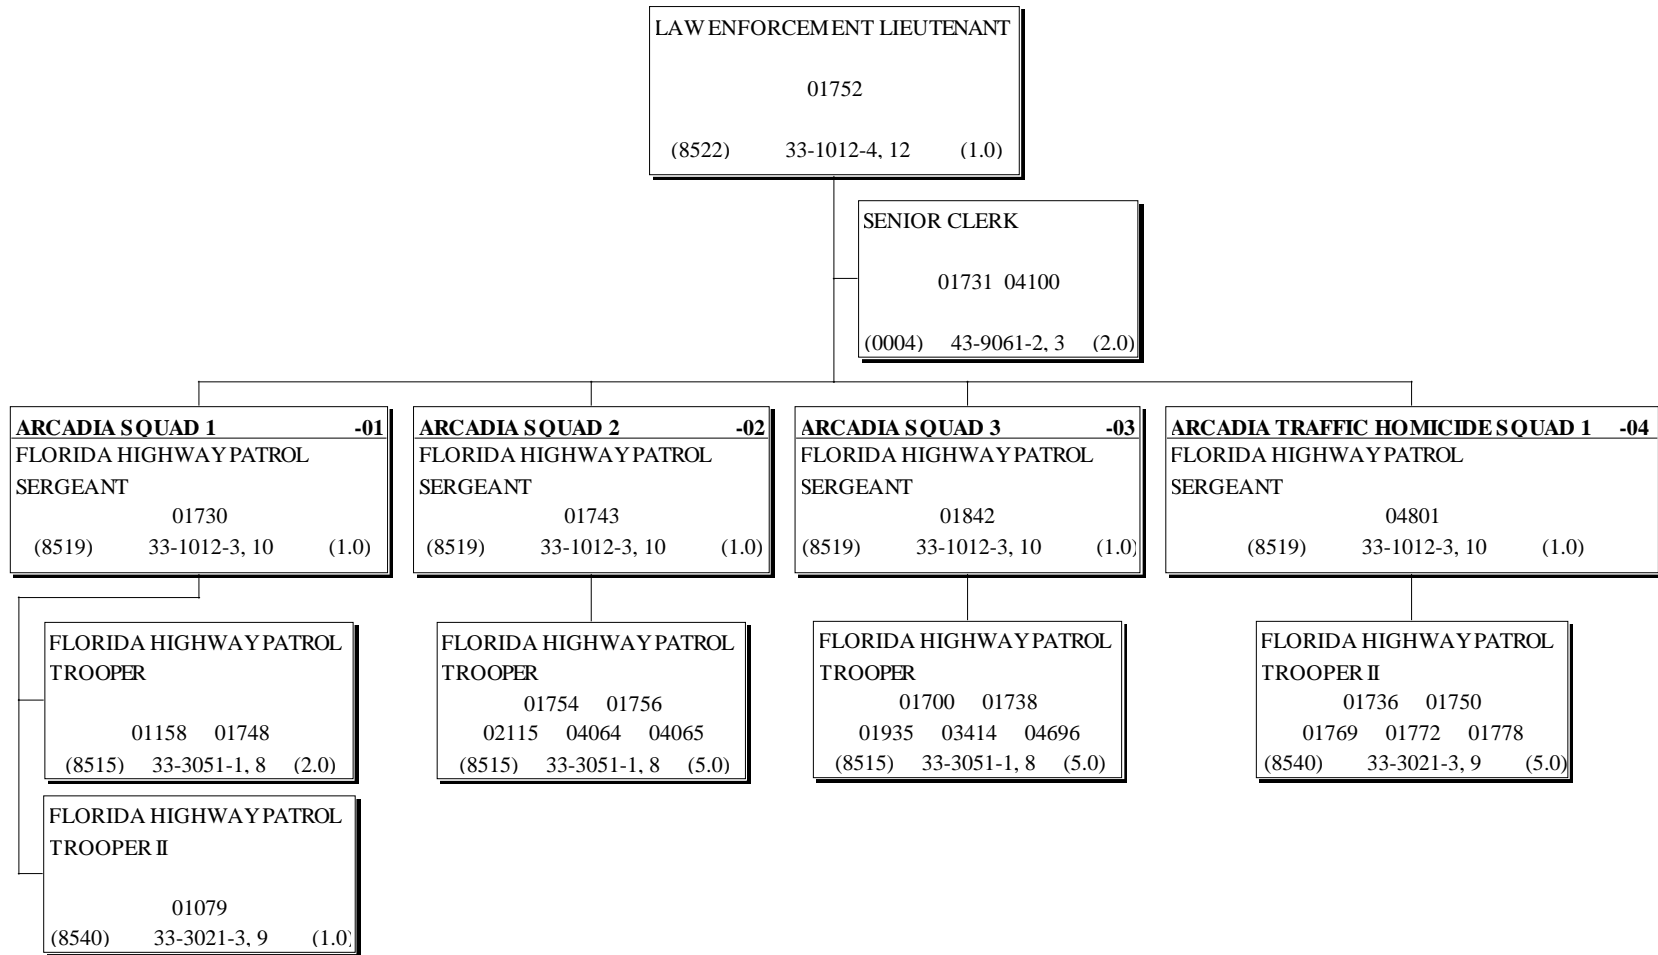 LAW ENFORCEMENT LIEUTENANT
01752
(8522) 33-1012-4, 12 (1.0)
SENIOR CLERK
01731 04100
(0004) 43-9061-2, 3 (2.0)
ARCADIA SQUAD 1 -01
FLORIDA HIGHWAY PATROL
SERGEANT
01730
(8519) 33-1012-3, 10 (1.0)
ARCADIA SQUAD 2 -02
FLORIDA HIGHWAY PATROL
SERGEANT
01743
(8519) 33-1012-3, 10 (1.0)
ARCADIA SQUAD 3 -03
FLORIDA HIGHWAY PATROL
SERGEANT
01842
(8519) 33-1012-3, 10 (1.0)
ARCADIA TRAFFIC HOMICIDE SQUAD 1 -04
FLORIDA HIGHWAY PATROL
SERGEANT
04801
(8519) 33-1012-3, 10 (1.0)
FLORIDA HIGHWAY PATROL
TROOPER
01158 01748
(8515) 33-3051-1, 8 (2.0)
FLORIDA HIGHWAY PATROL
TROOPER II
01079
(8540) 33-3021-3, 9 (1.0)
FLORIDA HIGHWAY PATROL
TROOPER
01754 01756
02115 04064 04065
(8515) 33-3051-1, 8 (5.0)
FLORIDA HIGHWAY PATROL
TROOPER
01700 01738
01935 03414 04696
(8515) 33-3051-1, 8 (5.0)
FLORIDA HIGHWAY PATROL
TROOPER II
01736 01750
01769 01772 01778
(8540) 33-3021-3, 9 (5.0)